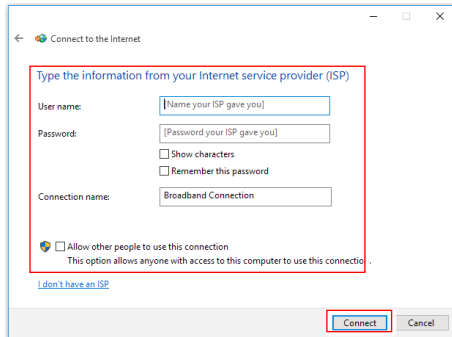 Connect to the Internet
Type the information from your Internet service provider (ISP)
User name: [Name your ISP gave you]
Password: [Password your ISP gave you]
Show characters
Remember this password
Connection name: Broadband Connection
Allow other people to use this connection
This option allows anyone with access to this computer to use this connection.
I don't have an ISP
Connect Cancel